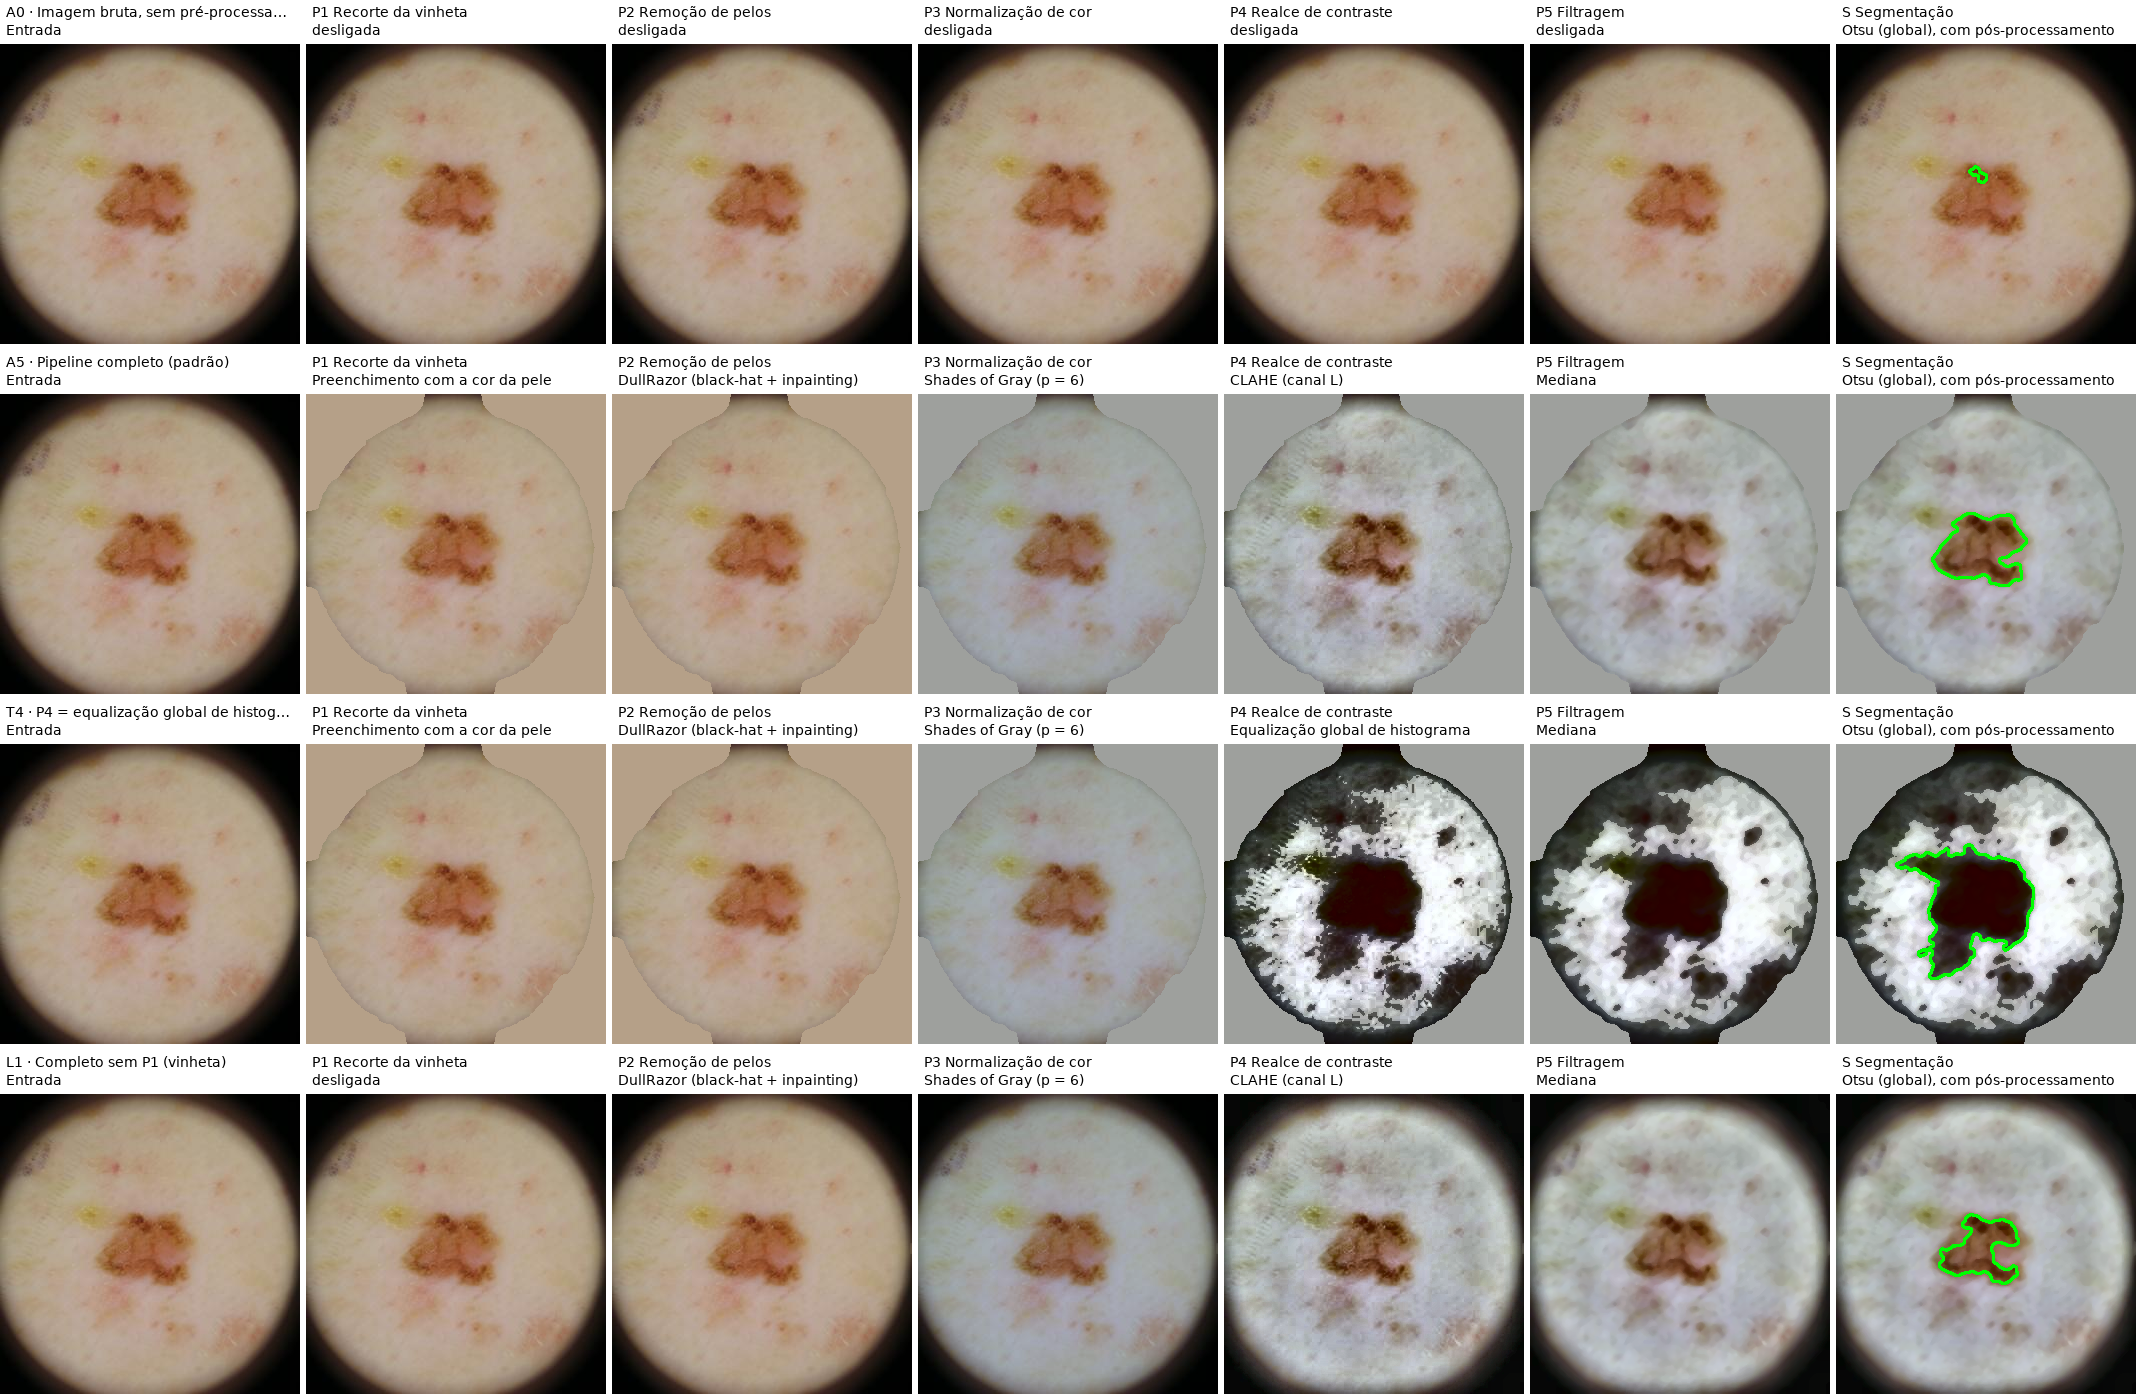 A0 · Imagem bruta, sem pré-processa...
Entrada
P1 Recorte da vinheta
desligada
P2 Remoção de pelos
desligada
P3 Normalização de cor
desligada
P4 Realce de contraste
desligada
P5 Filtragem
desligada
S Segmentação
Otsu (global), com pós-processamento
A5 · Pipeline completo (padrão)
Entrada
P1 Recorte da vinheta
Preenchimento com a cor da pele
P2 Remoção de pelos
DullRazor (black-hat + inpainting)
P3 Normalização de cor
Shades of Gray (p = 6)
P4 Realce de contraste
CLAHE (canal L)
P5 Filtragem
Mediana
S Segmentação
Otsu (global), com pós-processamento
T4 · P4 = equalização global de histog...
Entrada
P1 Recorte da vinheta
Preenchimento com a cor da pele
P2 Remoção de pelos
DullRazor (black-hat + inpainting)
P3 Normalização de cor
Shades of Gray (p = 6)
P4 Realce de contraste
Equalização global de histograma
P5 Filtragem
Mediana
S Segmentação
Otsu (global), com pós-processamento
L1 · Completo sem P1 (vinheta)
Entrada
P1 Recorte da vinheta
desligada
P2 Remoção de pelos
DullRazor (black-hat + inpainting)
P3 Normalização de cor
Shades of Gray (p = 6)
P4 Realce de contraste
CLAHE (canal L)
P5 Filtragem
Mediana
S Segmentação
Otsu (global), com pós-processamento